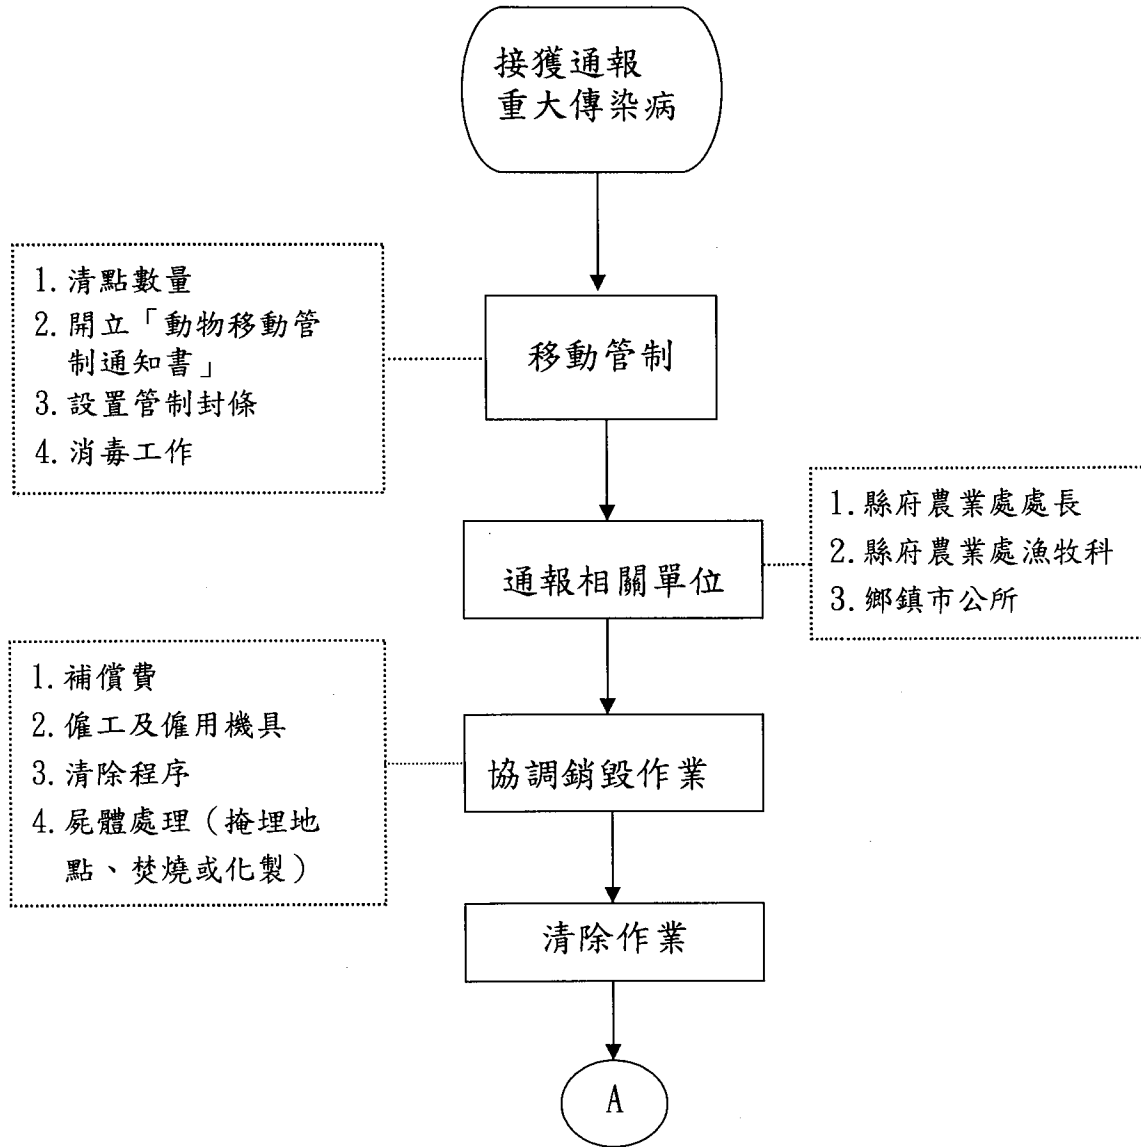 接獲通報
重大傳染病
1.清點數量
2.開立「動物移動管
制通知書」
3.設置管制封條
4.消毒工作
移動管制
通報相關單位
1.縣府農業處處長
2.縣府農業處漁牧科
3.鄉鎮市公所
1.補償費
2.僱工及僱用機具
3.清除程序
4.屍體處理（掩埋地
點、焚燒或化製）
協調銷毀作業
清除作業
A